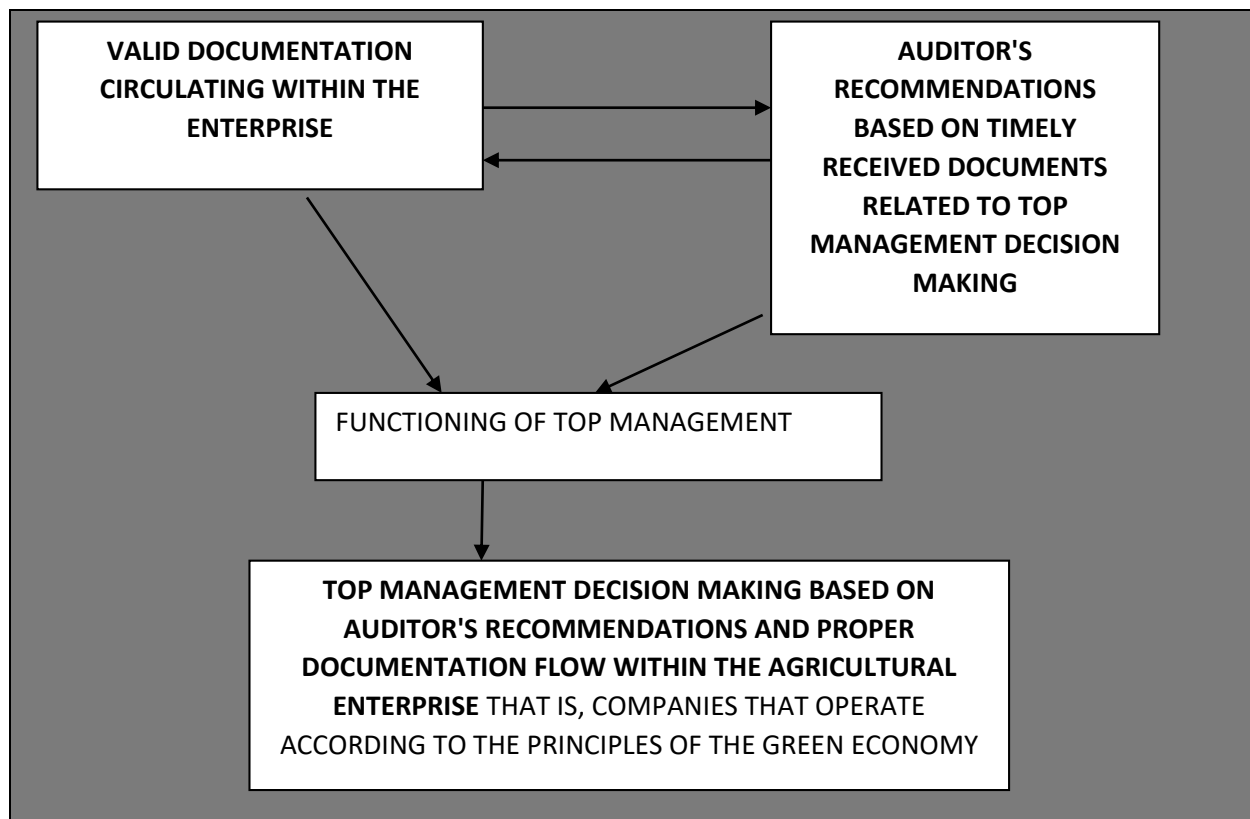 VALID DOCUMENTATION
CIRCULATING WITHIN THE
ENTERPRISE
AUDITOR'S
RECOMMENDATIONS
BASED ON TIMELY
RECEIVED DOCUMENTS
RELATED TO TOP
MANAGEMENT DECISION
MAKING
FUNCTIONING OF TOP MANAGEMENT
TOP MANAGEMENT DECISION MAKING BASED ON
AUDITOR'S RECOMMENDATIONS AND PROPER
DOCUMENTATION FLOW WITHIN THE AGRICULTURAL
ENTERPRISE THAT IS, COMPANIES THAT OPERATE
ACCORDING TO THE PRINCIPLES OF THE GREEN ECONOMY